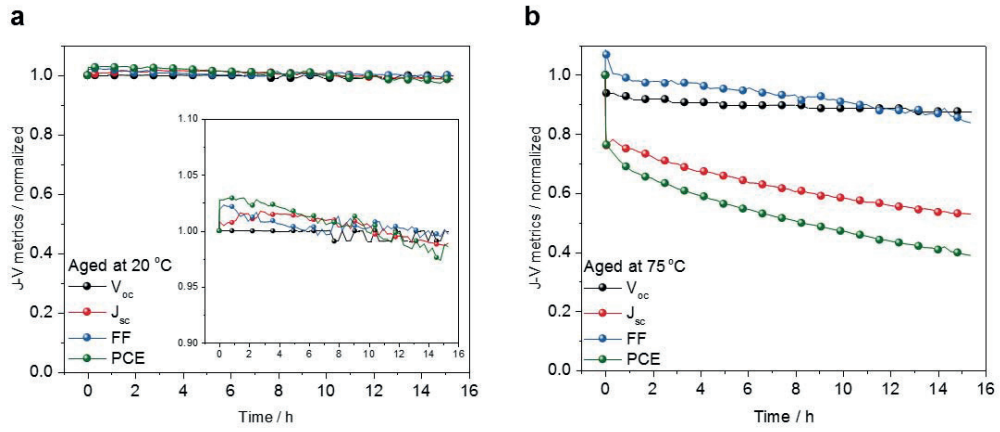 a
J-V metrics / normalized
1.0
0.8
0.6
0.4
0.2
0.0
0 2 4 6 8 10 12 14 16
Time / h
Aged at 20 °C
Voc
Jsc
FF
PCE
1.10
1.05
1.00
0.95
0.90
0 2 4 6 8 10 12 14 16
b
J-V metrics / normalized
1.0
0.8
0.6
0.4
0.2
0.0
0 2 4 6 8 10 12 14 16
Time / h
Aged at 75 °C
Voc
Jsc
FF
PCE